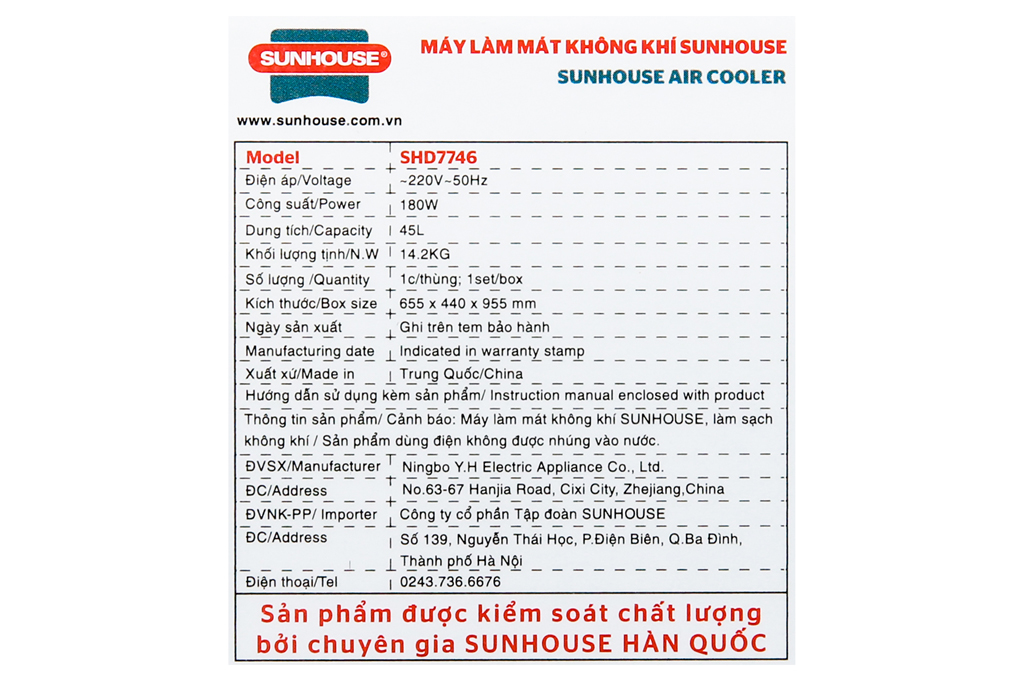 SUNHOUSE®
MÁY LÀM MÁT KHÔNG KHÍ SUNHOUSE
SUNHOUSE AIR COOLER
www.sunhouse.com.vn
Model SHD7746
Điện áp/Voltage ~220V~50Hz
Công suất/Power 180W
Dung tích/Capacity 45L
Khối lượng tịnh/N.W 14.2KG
Số lượng /Quantity 1c/thùng; 1set/box
Kích thước/Box size 655 x 440 x 955 mm
Ngày sản xuất Ghi trên tem bảo hành
Manufacturing date Indicated in warranty stamp
Xuất xứ/Made in Trung Quốc/China
Hướng dẫn sử dụng kèm sản phẩm/ Instruction manual enclosed with product
Thông tin sản phẩm/ Cảnh báo: Máy làm mát không khí SUNHOUSE, làm sạch
không khí / Sản phẩm dùng điện không được nhúng vào nước.
ĐVSX/Manufacturer Ningbo Y.H Electric Appliance Co., Ltd.
ĐC/Address No.63-67 Hanjia Road, Cixi City, Zhejiang,China
ĐVNK-PP/ Importer Công ty cổ phần Tập đoàn SUNHOUSE
ĐC/Address Số 139, Nguyễn Thái Học, P.Điện Biên, Q.Ba Đình,
Thành phố Hà Nội
Điện thoại/Tel 0243.736.6676
Sản phẩm được kiểm soát chất lượng
bởi chuyên gia SUNHOUSE HÀN QUỐC